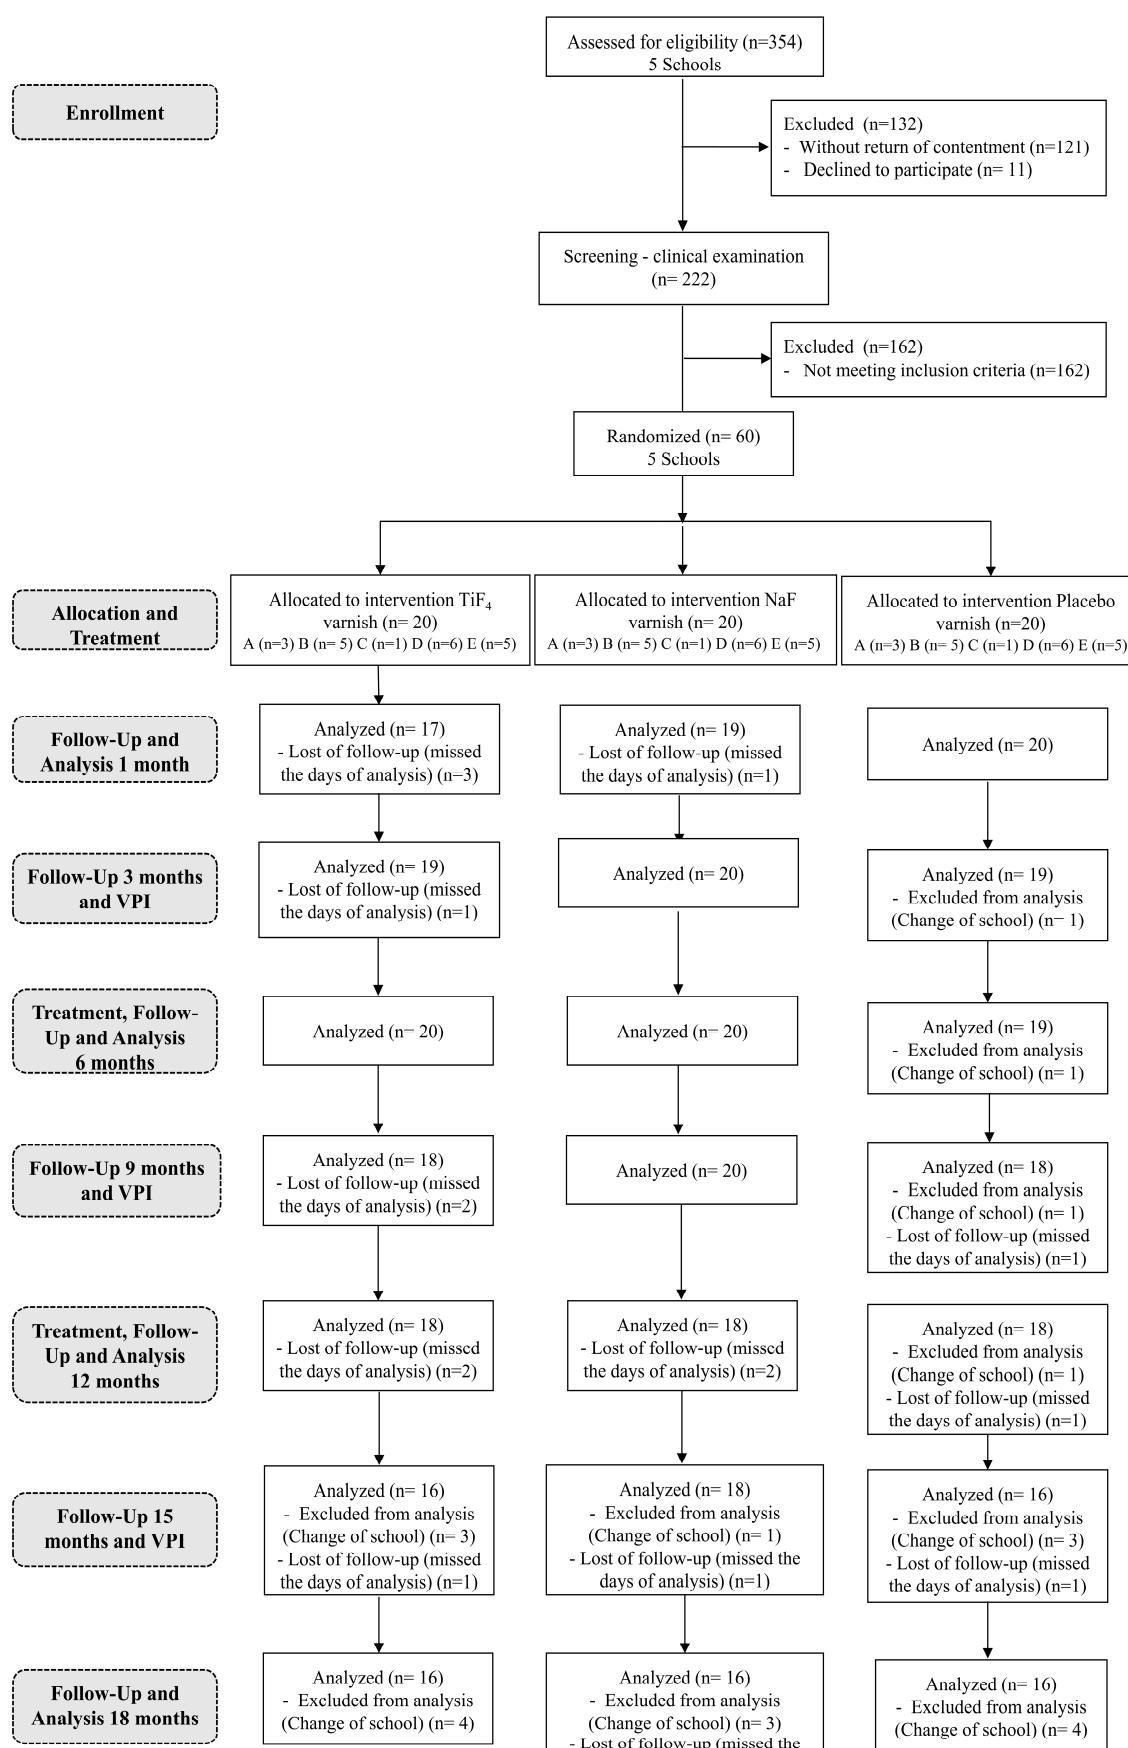 Assessed for eligibility (n=354)
5 Schools
Enrollment
Excluded (n=132)
- Without return of contentment (n=121)
- Declined to participate (n= 11)
Screening - clinical examination
(n= 222)
Excluded (n=162)
- Not meeting inclusion criteria (n=162)
Randomized (n= 60)
5 Schools
Allocation and
Treatment
Allocated to intervention TiF4
varnish (n= 20)
A (n=3) B (n= 5) C (n=1) D (n=6) E (n=5)
Allocated to intervention NaF
varnish (n= 20)
A (n=3) B (n= 5) C (n=1) D (n=6) E (n=5)
Allocated to intervention Placebo
varnish (n=20)
A (n=3) B (n= 5) C (n=1) D (n=6) E (n=5)
Follow-Up and
Analysis 1 month
Analyzed (n= 17)
- Lost of follow-up (missed
the days of analysis) (n=3)
Analyzed (n= 19)
- Lost of follow-up (missed
the days of analysis) (n=1)
Analyzed (n= 20)
Follow-Up 3 months
and VPI
Analyzed (n= 19)
- Lost of follow-up (missed
the days of analysis) (n=1)
Analyzed (n= 20)
Analyzed (n= 19)
- Excluded from analysis
(Change of school) (n= 1)
Treatment, Follow-
Up and Analysis
6 months
Analyzed (n= 20)
Analyzed (n= 20)
Analyzed (n= 19)
- Excluded from analysis
(Change of school) (n= 1)
Follow-Up 9 months
and VPI
Analyzed (n= 18)
- Lost of follow-up (missed
the days of analysis) (n=2)
Analyzed (n= 20)
Analyzed (n= 18)
- Excluded from analysis
(Change of school) (n= 1)
- Lost of follow-up (missed
the days of analysis) (n=1)
Treatment, Follow-
Up and Analysis
12 months
Analyzed (n= 18)
- Lost of follow-up (missed
the days of analysis) (n=2)
Analyzed (n= 18)
- Lost of follow-up (missed
the days of analysis) (n=2)
Analyzed (n= 18)
- Excluded from analysis
(Change of school) (n= 1)
- Lost of follow-up (missed
the days of analysis) (n=1)
Follow-Up 15
months and VPI
Analyzed (n= 16)
- Excluded from analysis
(Change of school) (n= 3)
- Lost of follow-up (missed
the days of analysis) (n=1)
Analyzed (n= 18)
- Excluded from analysis
(Change of school) (n= 1)
- Lost of follow-up (missed the
days of analysis) (n=1)
Analyzed (n= 16)
- Excluded from analysis
(Change of school) (n= 3)
- Lost of follow-up (missed
the days of analysis) (n=1)
Follow-Up and
Analysis 18 months
Analyzed (n= 16)
- Excluded from analysis
(Change of school) (n= 4)
Analyzed (n= 16)
- Excluded from analysis
(Change of school) (n= 3)
- Lost of follow-up (missed the
Analyzed (n= 16)
- Excluded from analysis
(Change of school) (n= 4)